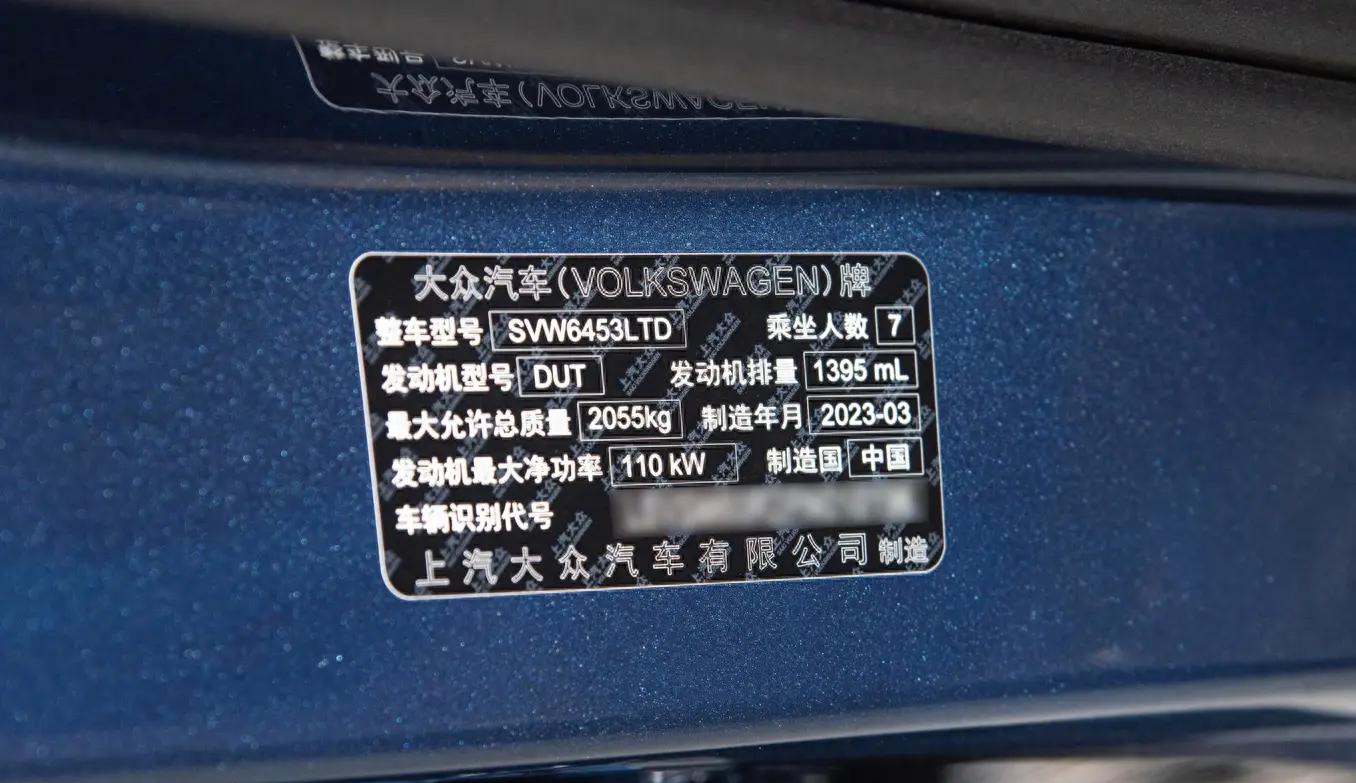 大众汽车(VOLKSWAGEN)牌
整车型号 SVW6453LTD 乘坐人数 7
发动机型号 DUT 发动机排量 1395 mL
最大允许总质量 2055kg 制造年月 2023-03
发动机最大净功率 110 kW 制造国 中国
车辆识别代号
上汽大众汽车有限公司 制造